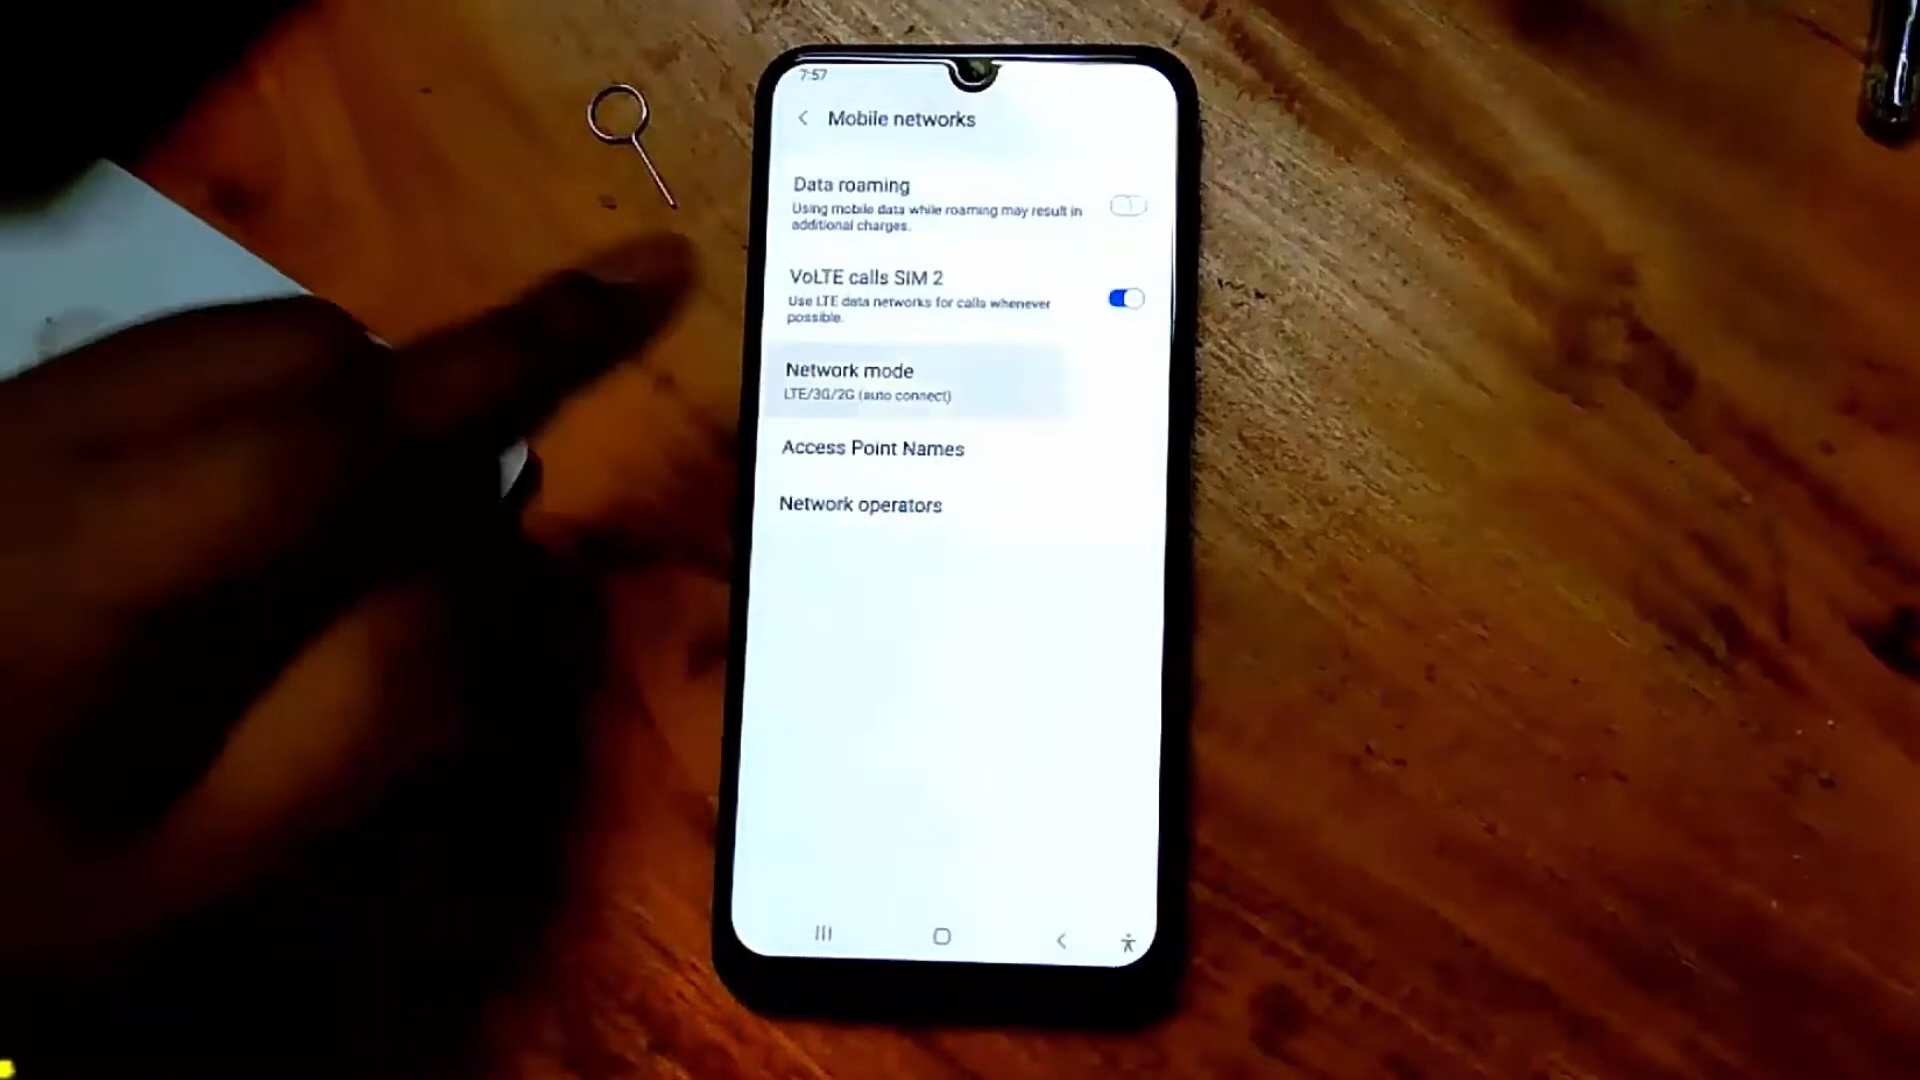 7:57
Mobile networks
Data roaming
Using mobile data while roaming may result in
additional charges.
VoLTE calls SIM 2
Use LTE data networks for calls whenever
possible.
Network mode
LTE/3G/2G (auto connect)
Access Point Names
Network operators